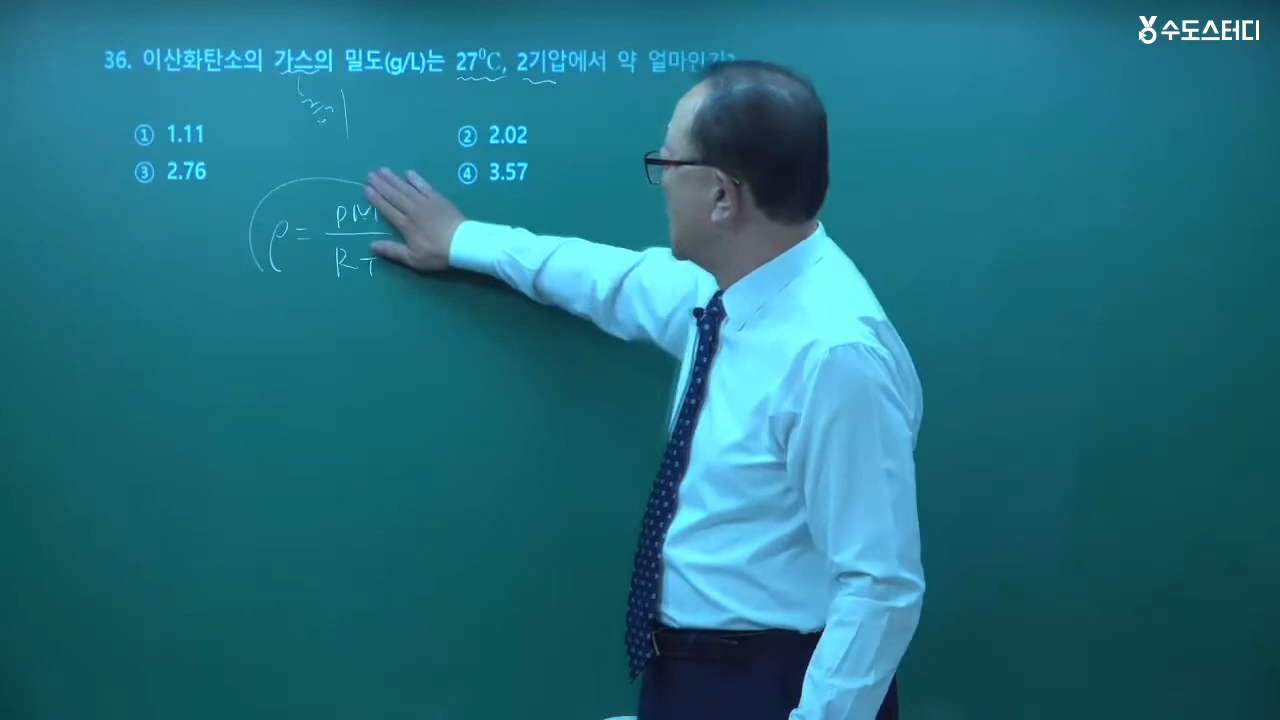 수도스터디
36. 이산화탄소의 가스의 밀도(g/L)는 27⁰℃, 2기압에서 약 얼마인가?
① 1.11
② 2.02
③ 2.76
④ 3.57
ρ = PM / RT